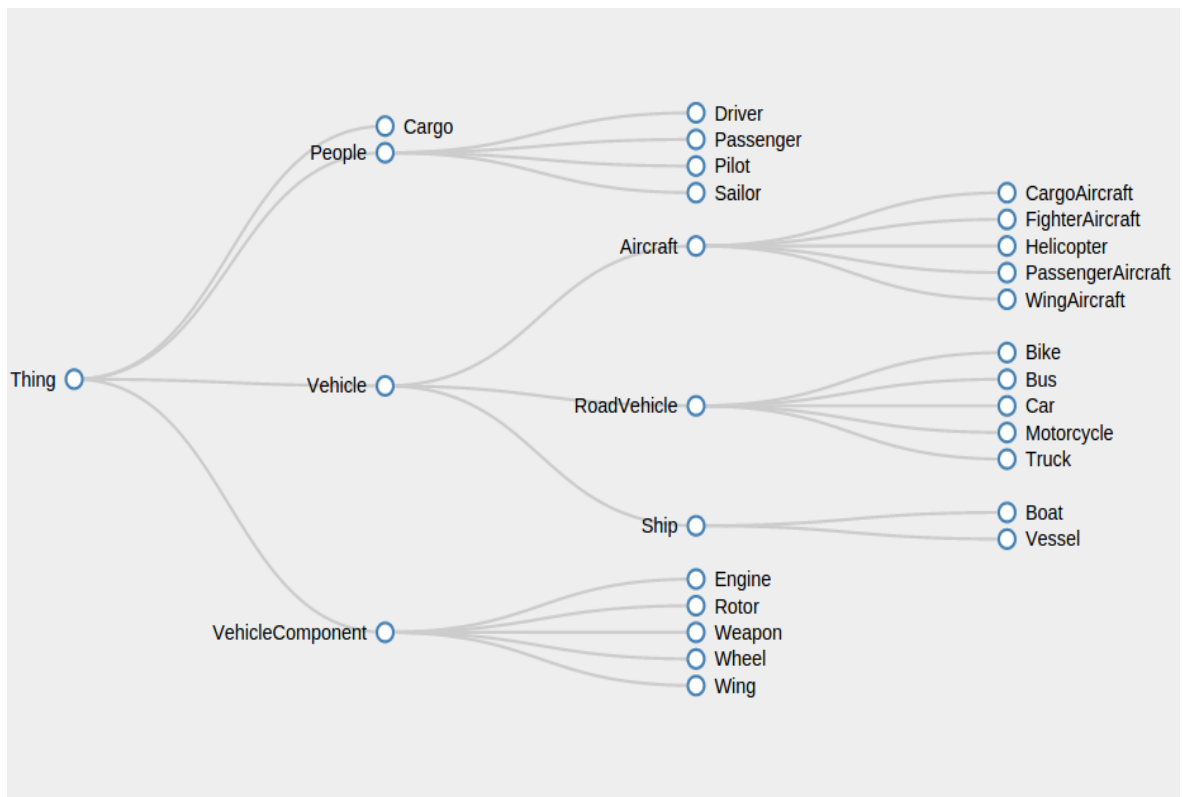 Thing
Cargo
People
Driver
Passenger
Pilot
Sailor
Vehicle
Aircraft
CargoAircraft
FighterAircraft
Helicopter
PassengerAircraft
WingAircraft
RoadVehicle
Bike
Bus
Car
Motorcycle
Truck
Ship
Boat
Vessel
VehicleComponent
Engine
Rotor
Weapon
Wheel
Wing